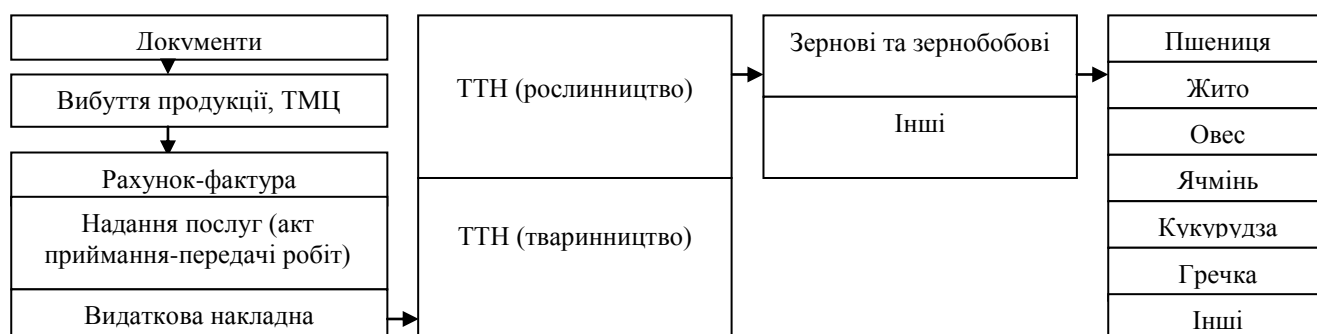 Документи
Вибуття продукції, ТМЦ
Рахунок-фактура
Надання послуг (акт
приймання-передачі робіт)
Видаткова накладна
ТТН (рослинництво)
ТТН (тваринництво)
Зернові та зернобобові
Інші
Пшениця
Жито
Овес
Ячмінь
Кукурудза
Гречка
Інші